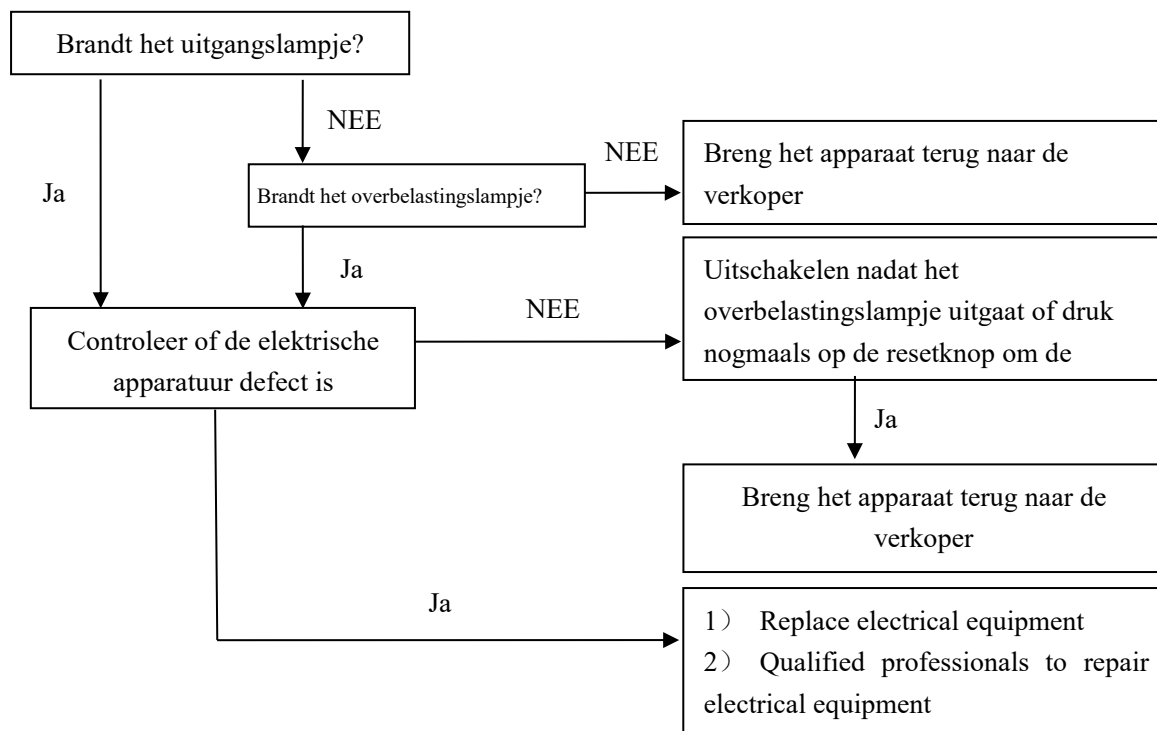 Brandt het uitgangslampje?
NEE
NEE
Breng het apparaat terug naar de
verkoper
Ja
Brandt het overbelastingslampje?
Ja
Uitschakelen nadat het
overbelastingslampje uitgaat of druk
nogmaals op de resetknop om de
NEE
Controleer of de elektrische
apparatuur defect is
Ja
Breng het apparaat terug naar de
verkoper
Ja
1） Replace electrical equipment
2） Qualified professionals to repair
electrical equipment